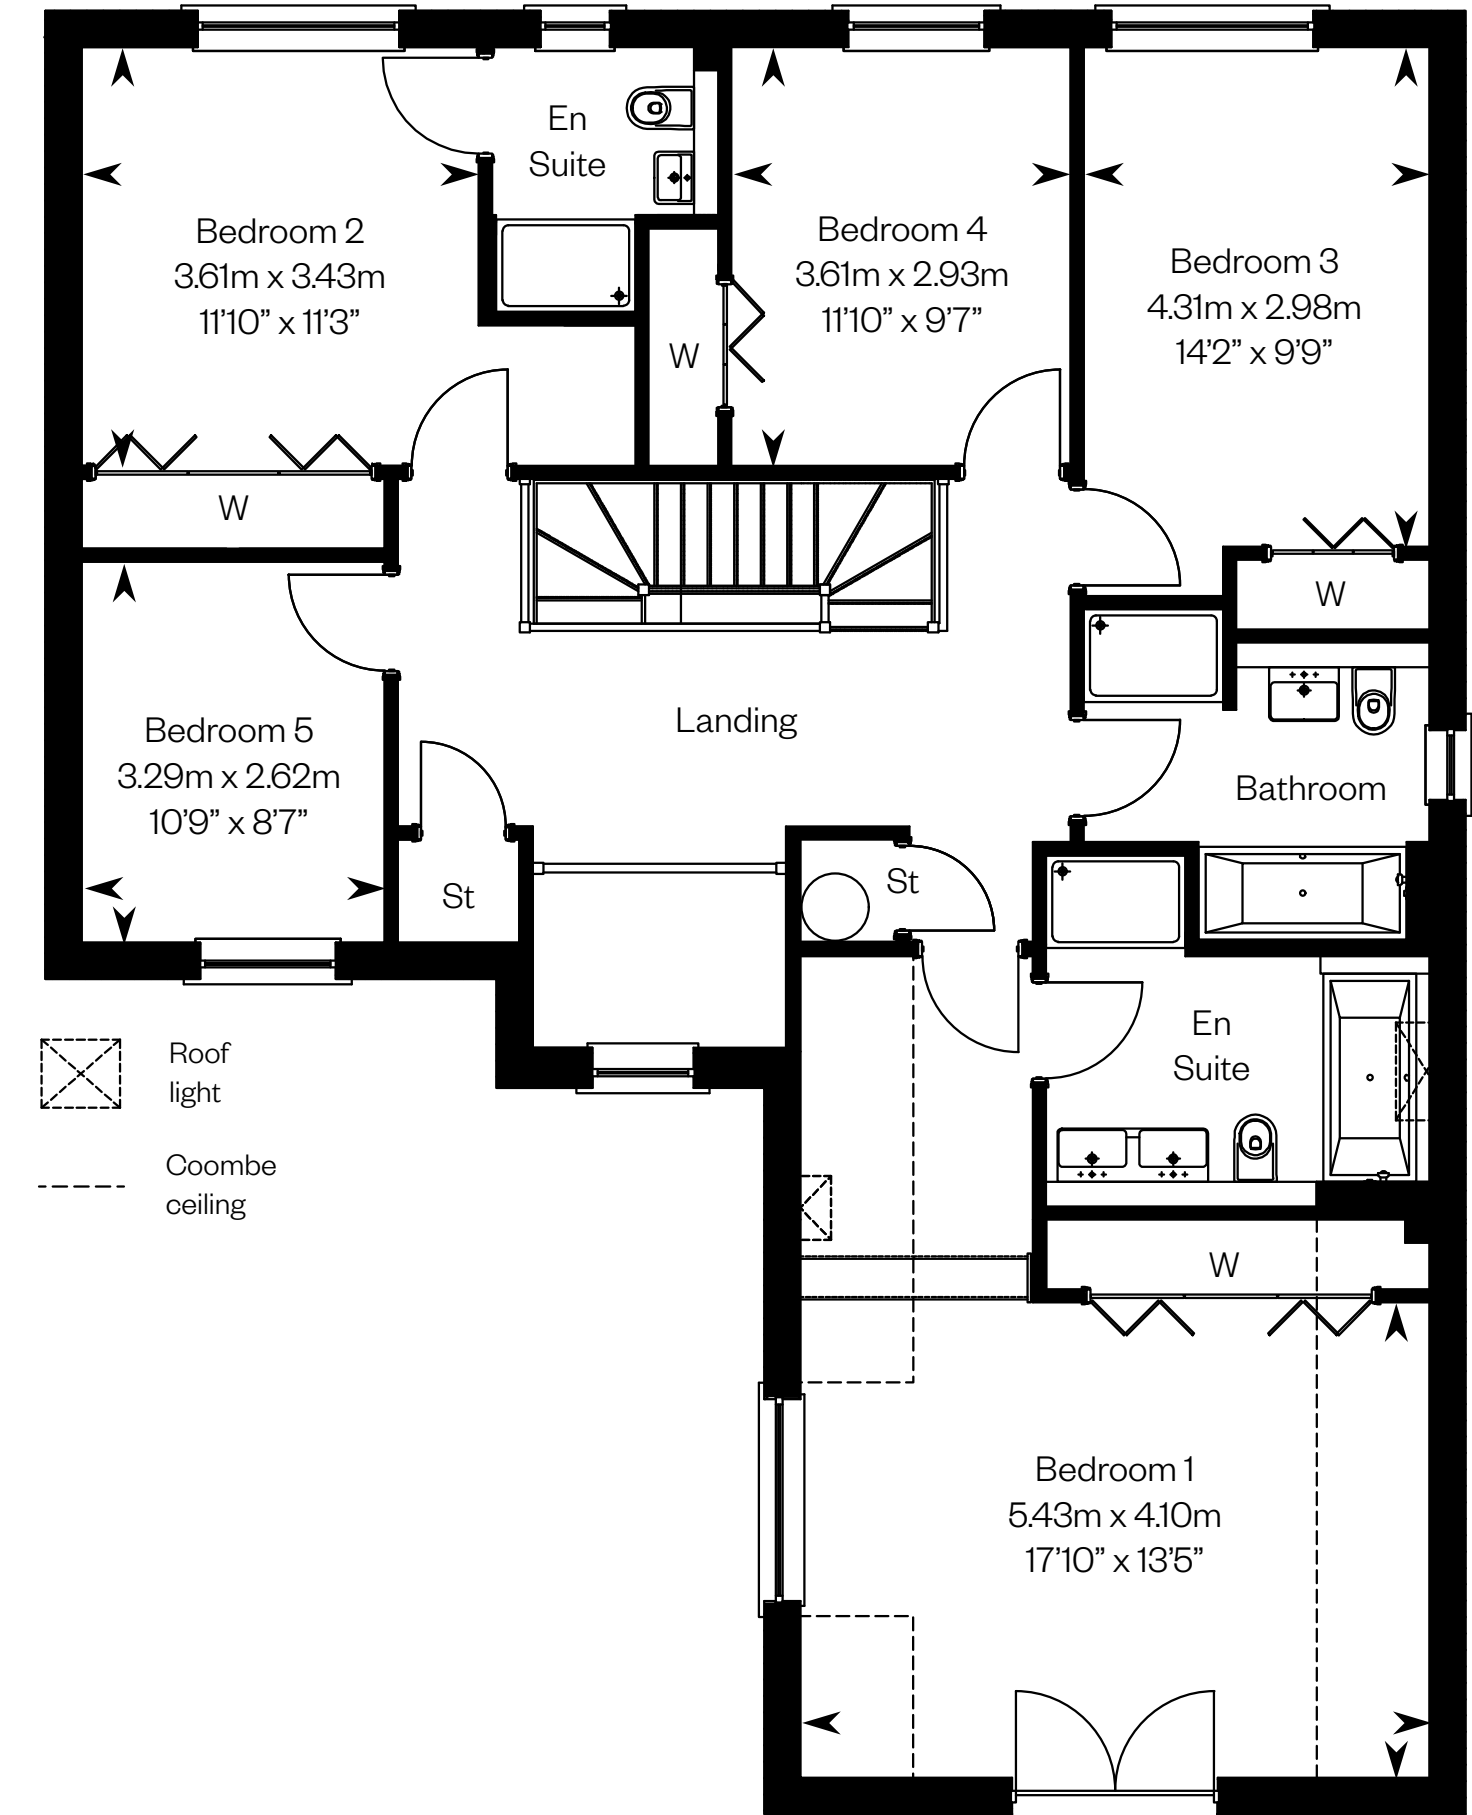 En
Suite
Bedroom 2
3.61m x 3.43m
11'10” x 11'3”
Bedroom 4
3.61m x 2.93m
11'10” x 9'7”
Bedroom 3
4.31m x 2.98m
14'2” x 9'9”
W
W
W
Bedroom 5
3.29m x 2.62m
10'9” x 8'7”
Landing
Bathroom
St
St
En
Suite
Roof
light
Coombe
ceiling
W
Bedroom 1
5.43m x 4.10m
17'10” x 13'5”